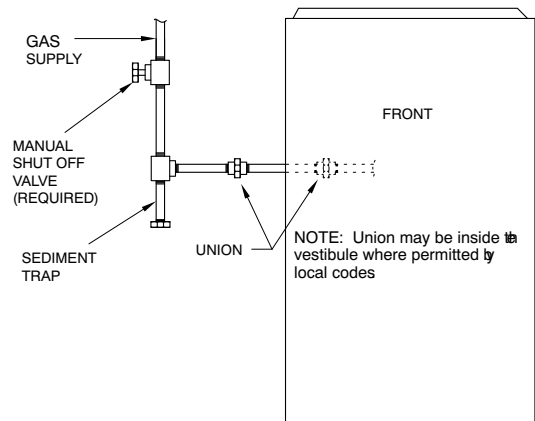 GAS
SUPPLY
FRONT
MANUAL
SHUT OFF
VALVE
(REQUIRED)
SEDIMENT
TRAP
UNION
NOTE: Union may be inside the
vestibule where permitted by
local codes